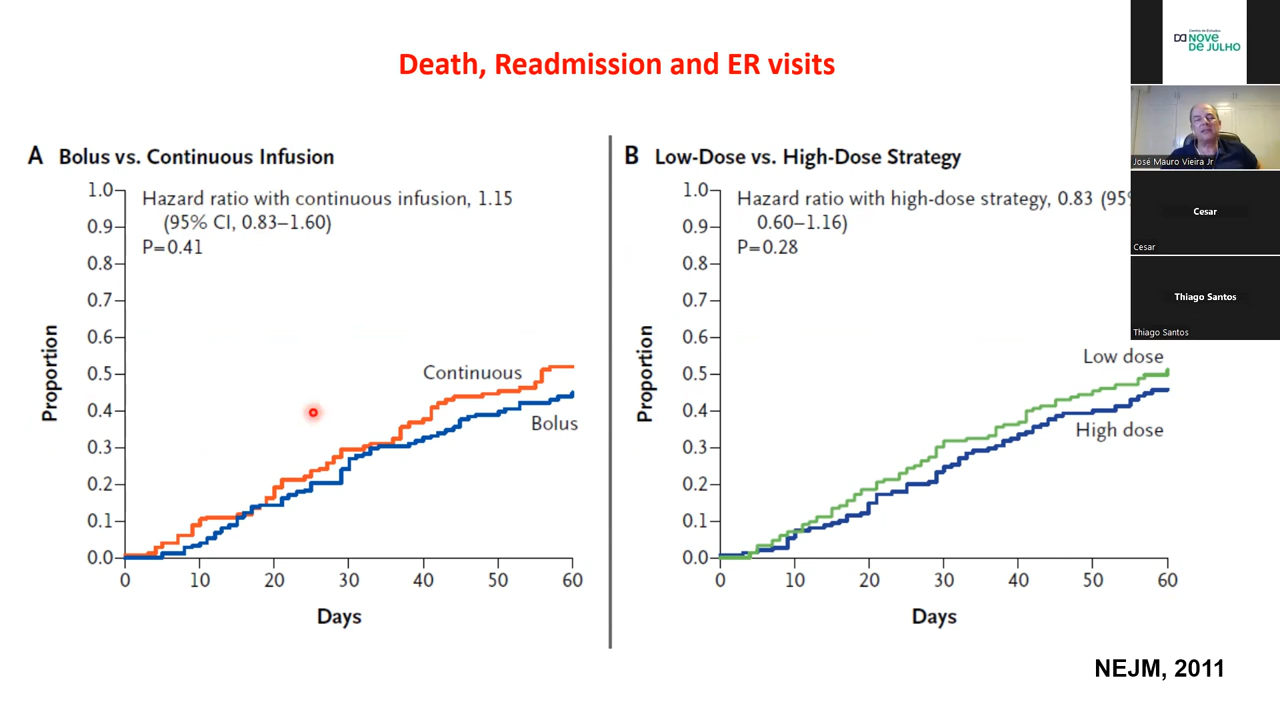 Death, Readmission and ER visits
A Bolus vs. Continuous Infusion
Hazard ratio with continuous infusion, 1.15
(95% CI, 0.83–1.60)
P=0.41
Proportion
1.0
0.9
0.8
0.7
0.6
0.5
0.4
0.3
0.2
0.1
0.0
Continuous
Bolus
0 10 20 30 40 50 60
Days
B Low-Dose vs. High-Dose Strategy
Hazard ratio with high-dose strategy, 0.83 (95%
0.60–1.16)
P=0.28
Proportion
1.0
0.9
0.8
0.7
0.6
0.5
0.4
0.3
0.2
0.1
0.0
Low dose
High dose
0 10 20 30 40 50 60
Days
NEJM, 2011
Centro de Estudos
NOVE
DE JULHO
José Mauro Vieira Jr
Cesar
Cesar
Thiago Santos
Thiago Santos